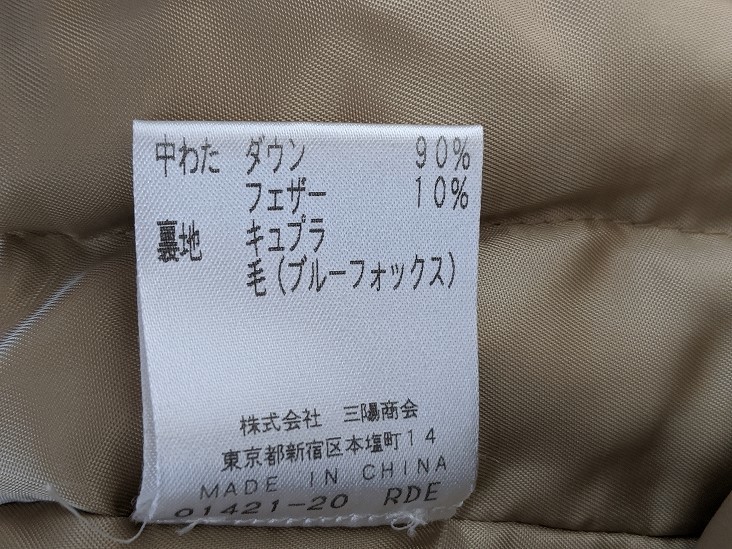 中わた ダウン 90%
フェザー 10%
裏地 キュプラ
毛(ブルーフォックス)
株式会社 三陽商会
東京都新宿区本塩町14
MADE IN CHINA
01421-20 RDE